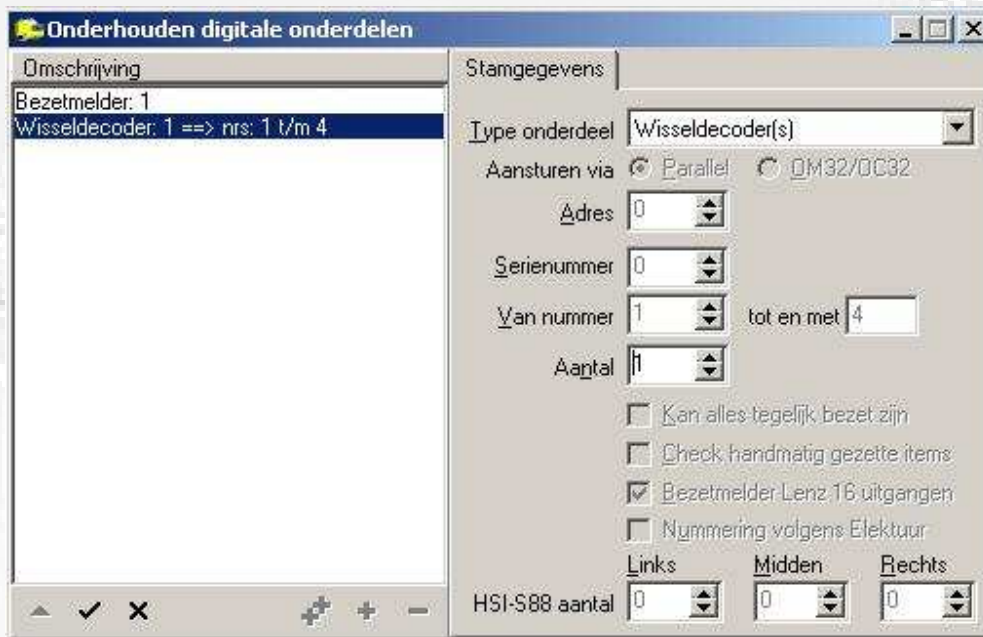 Onderhouden digitale onderdelen
Omschrijving
Bezetmelder: 1
Wisseldecoder: 1 ==> nrs: 1 t/m 4
Stamgegevens
Type onderdeel Wisseldecoder(s)
Aansturen via Parallel OM32/OC32
Adres 0
Serienummer 0
Van nummer 1 tot en met 4
Aantal 1
Kan alles tegelijk bezet zijn
Check handmatig gezette items
Bezetmelder Lenz 16 uitgangen
Nummering volgens Elektuur
Links Midden Rechts
HSI-S88 aantal 0 0 0